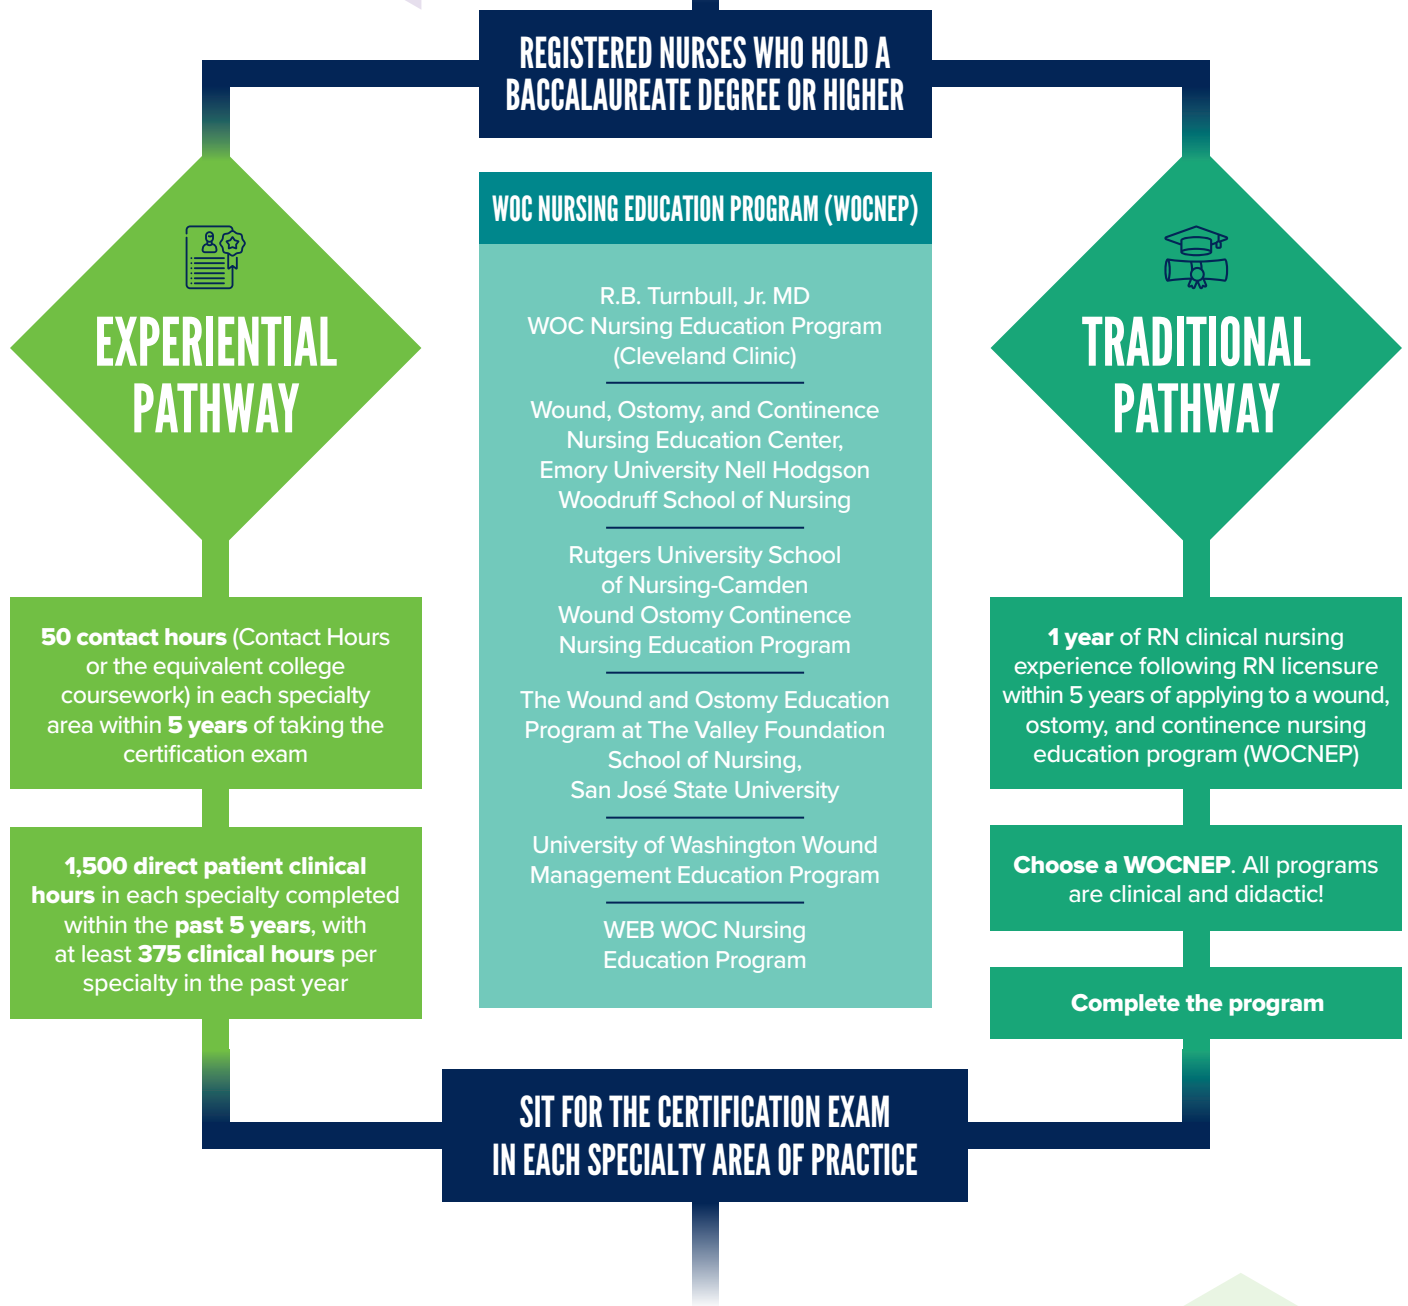 REGISTERED NURSES WHO HOLD A
BACCALAUREATE DEGREE OR HIGHER
EXPERIENTIAL
PATHWAY
50 contact hours (Contact Hours
or the equivalent college
coursework) in each specialty
area within 5 years of taking the
certification exam
1,500 direct patient clinical
hours in each specialty completed
within the past 5 years, with
at least 375 clinical hours per
specialty in the past year
WOC NURSING EDUCATION PROGRAM (WOCNEP)
R.B. Turnbull, Jr. MD
WOC Nursing Education Program
(Cleveland Clinic)
Wound, Ostomy, and Continence
Nursing Education Center,
Emory University Nell Hodgson
Woodruff School of Nursing
Rutgers University School
of Nursing-Camden
Wound Ostomy Continence
Nursing Education Program
The Wound and Ostomy Education
Program at The Valley Foundation
School of Nursing,
San José State University
University of Washington Wound
Management Education Program
WEB WOC Nursing
Education Program
TRADITIONAL
PATHWAY
1 year of RN clinical nursing
experience following RN licensure
within 5 years of applying to a wound,
ostomy, and continence nursing
education program (WOCNEP)
Choose a WOCNEP. All programs
are clinical and didactic!
Complete the program
SIT FOR THE CERTIFICATION EXAM
IN EACH SPECIALTY AREA OF PRACTICE